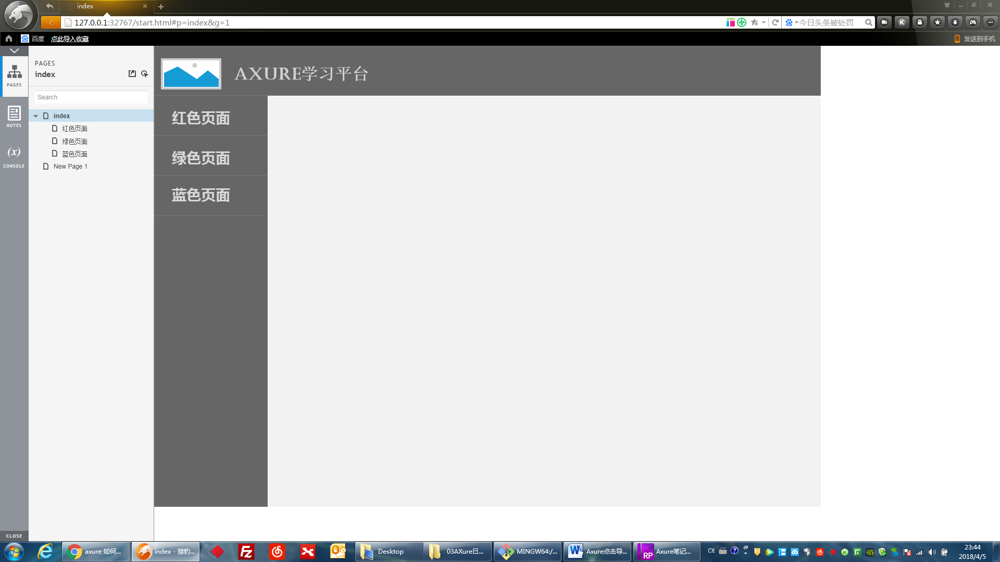 index
127.0.0.1:32767/start.html#p=index&g=1
今日头条被处罚
百度
点此导入收藏
发送到手机
PAGES
NOTES
(x)
CONSOLE
CLOSE
PAGES
index
Search
index
红色页面
绿色页面
蓝色页面
New Page 1
AXURE学习平台
红色页面
绿色页面
蓝色页面
axure 如何...
index - 猎豹...
Desktop
03AXure日...
MINGW64:/...
Axure点击导...
RP
Axure笔记...
CH
23:44
2018/4/5